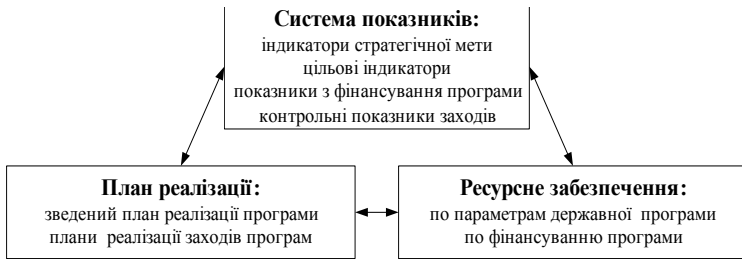 Система показників:
індикатори стратегічної мети
цільові індикатори
показники з фінансування програми
контрольні показники заходів
План реалізації:
зведений план реалізації програми
плани реалізації заходів програм
Ресурсне забезпечення:
по параметрам державної програми
по фінансуванню програми